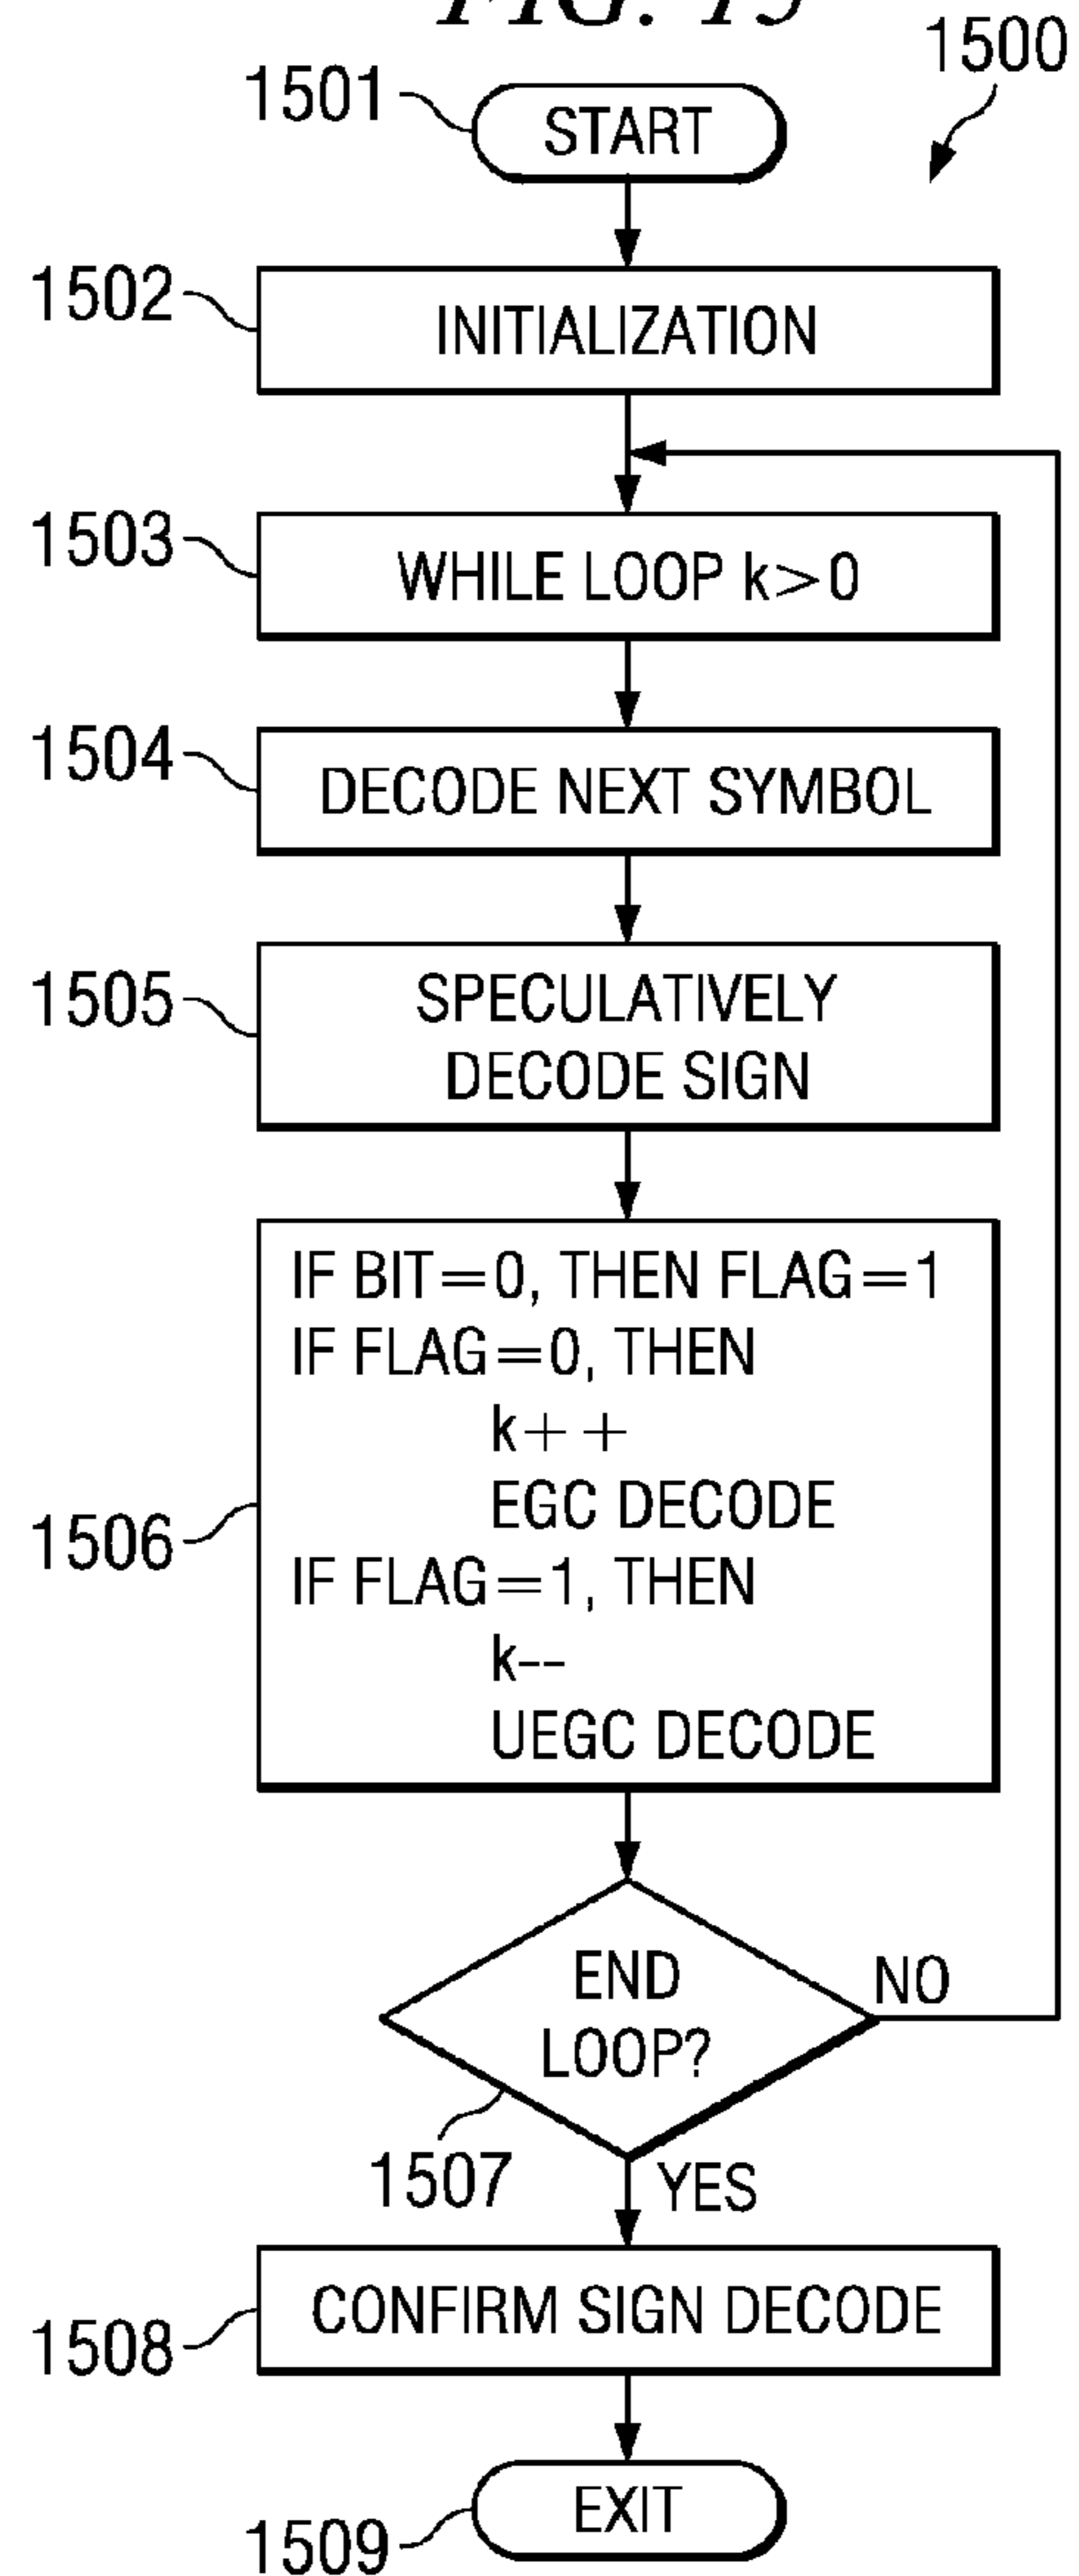 FIG. 15
1500
1501
START
1502
INITIALIZATION
1503
WHILE LOOP k>0
1504
DECODE NEXT SYMBOL
1505
SPECULATIVELY
DECODE SIGN
1506
IF BIT=0, THEN FLAG=1
IF FLAG=0, THEN
k++
EGC DECODE
IF FLAG=1, THEN
k--
UEGC DECODE
END
LOOP?
NO
1507
YES
1508
CONFIRM SIGN DECODE
1509
EXIT